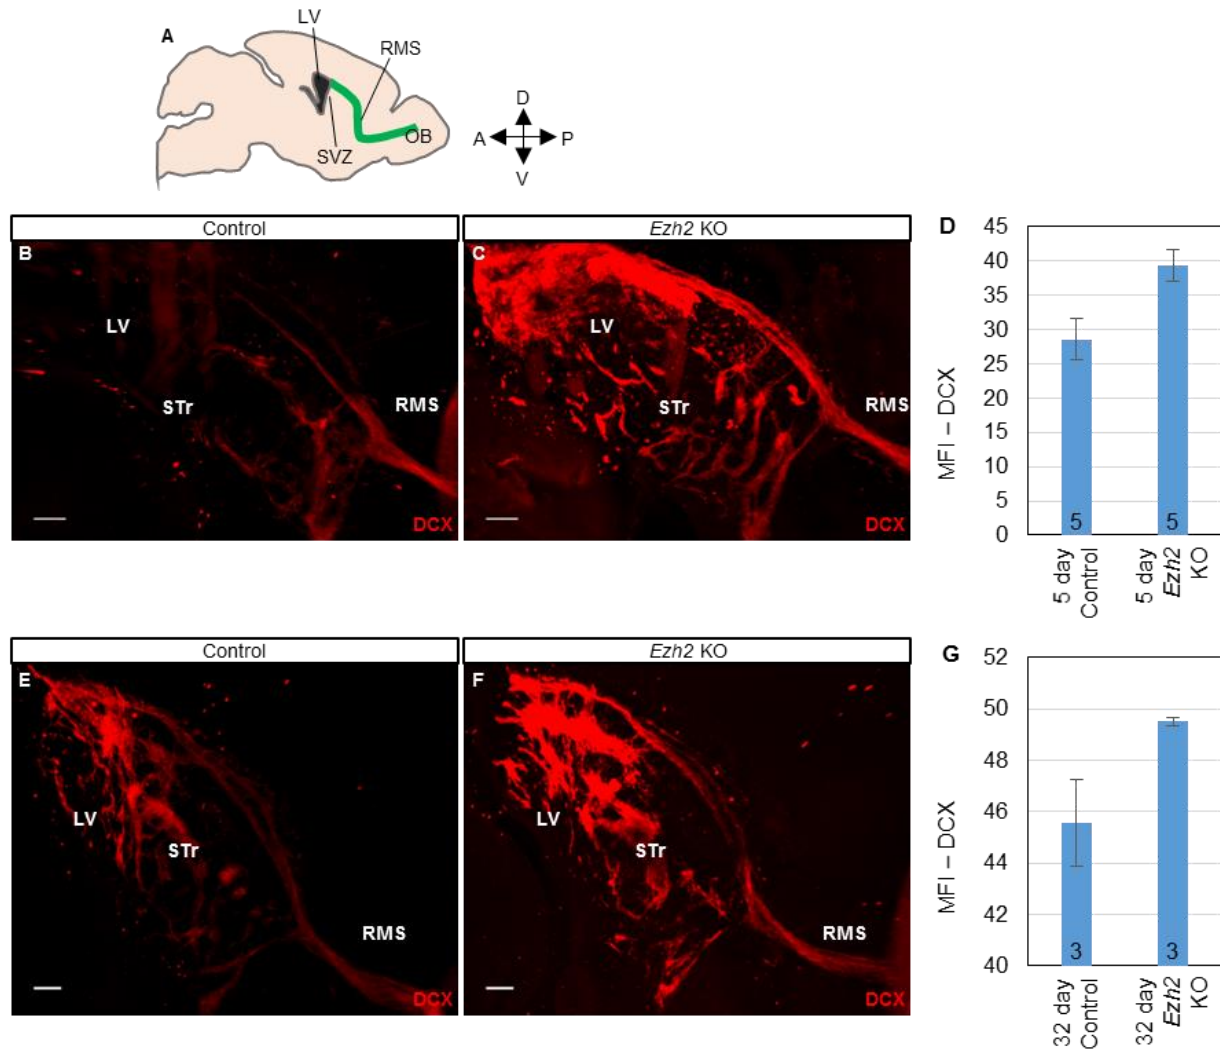 LV
A
RMS
D
A P
V
SVZ
OB
Control
Ezh2 KO
B
LV
STr
RMS
DCX
C
LV
STr
RMS
DCX
D
MFI – DCX
45
40
35
30
25
20
15
10
5
0
5
5
5 day
Control
5 day
Ezh2
KO
Control
Ezh2 KO
E
LV
STr
RMS
DCX
F
LV
STr
RMS
DCX
G
MFI – DCX
52
50
48
46
44
42
40
3
3
32 day
Control
32 day
Ezh2
KO